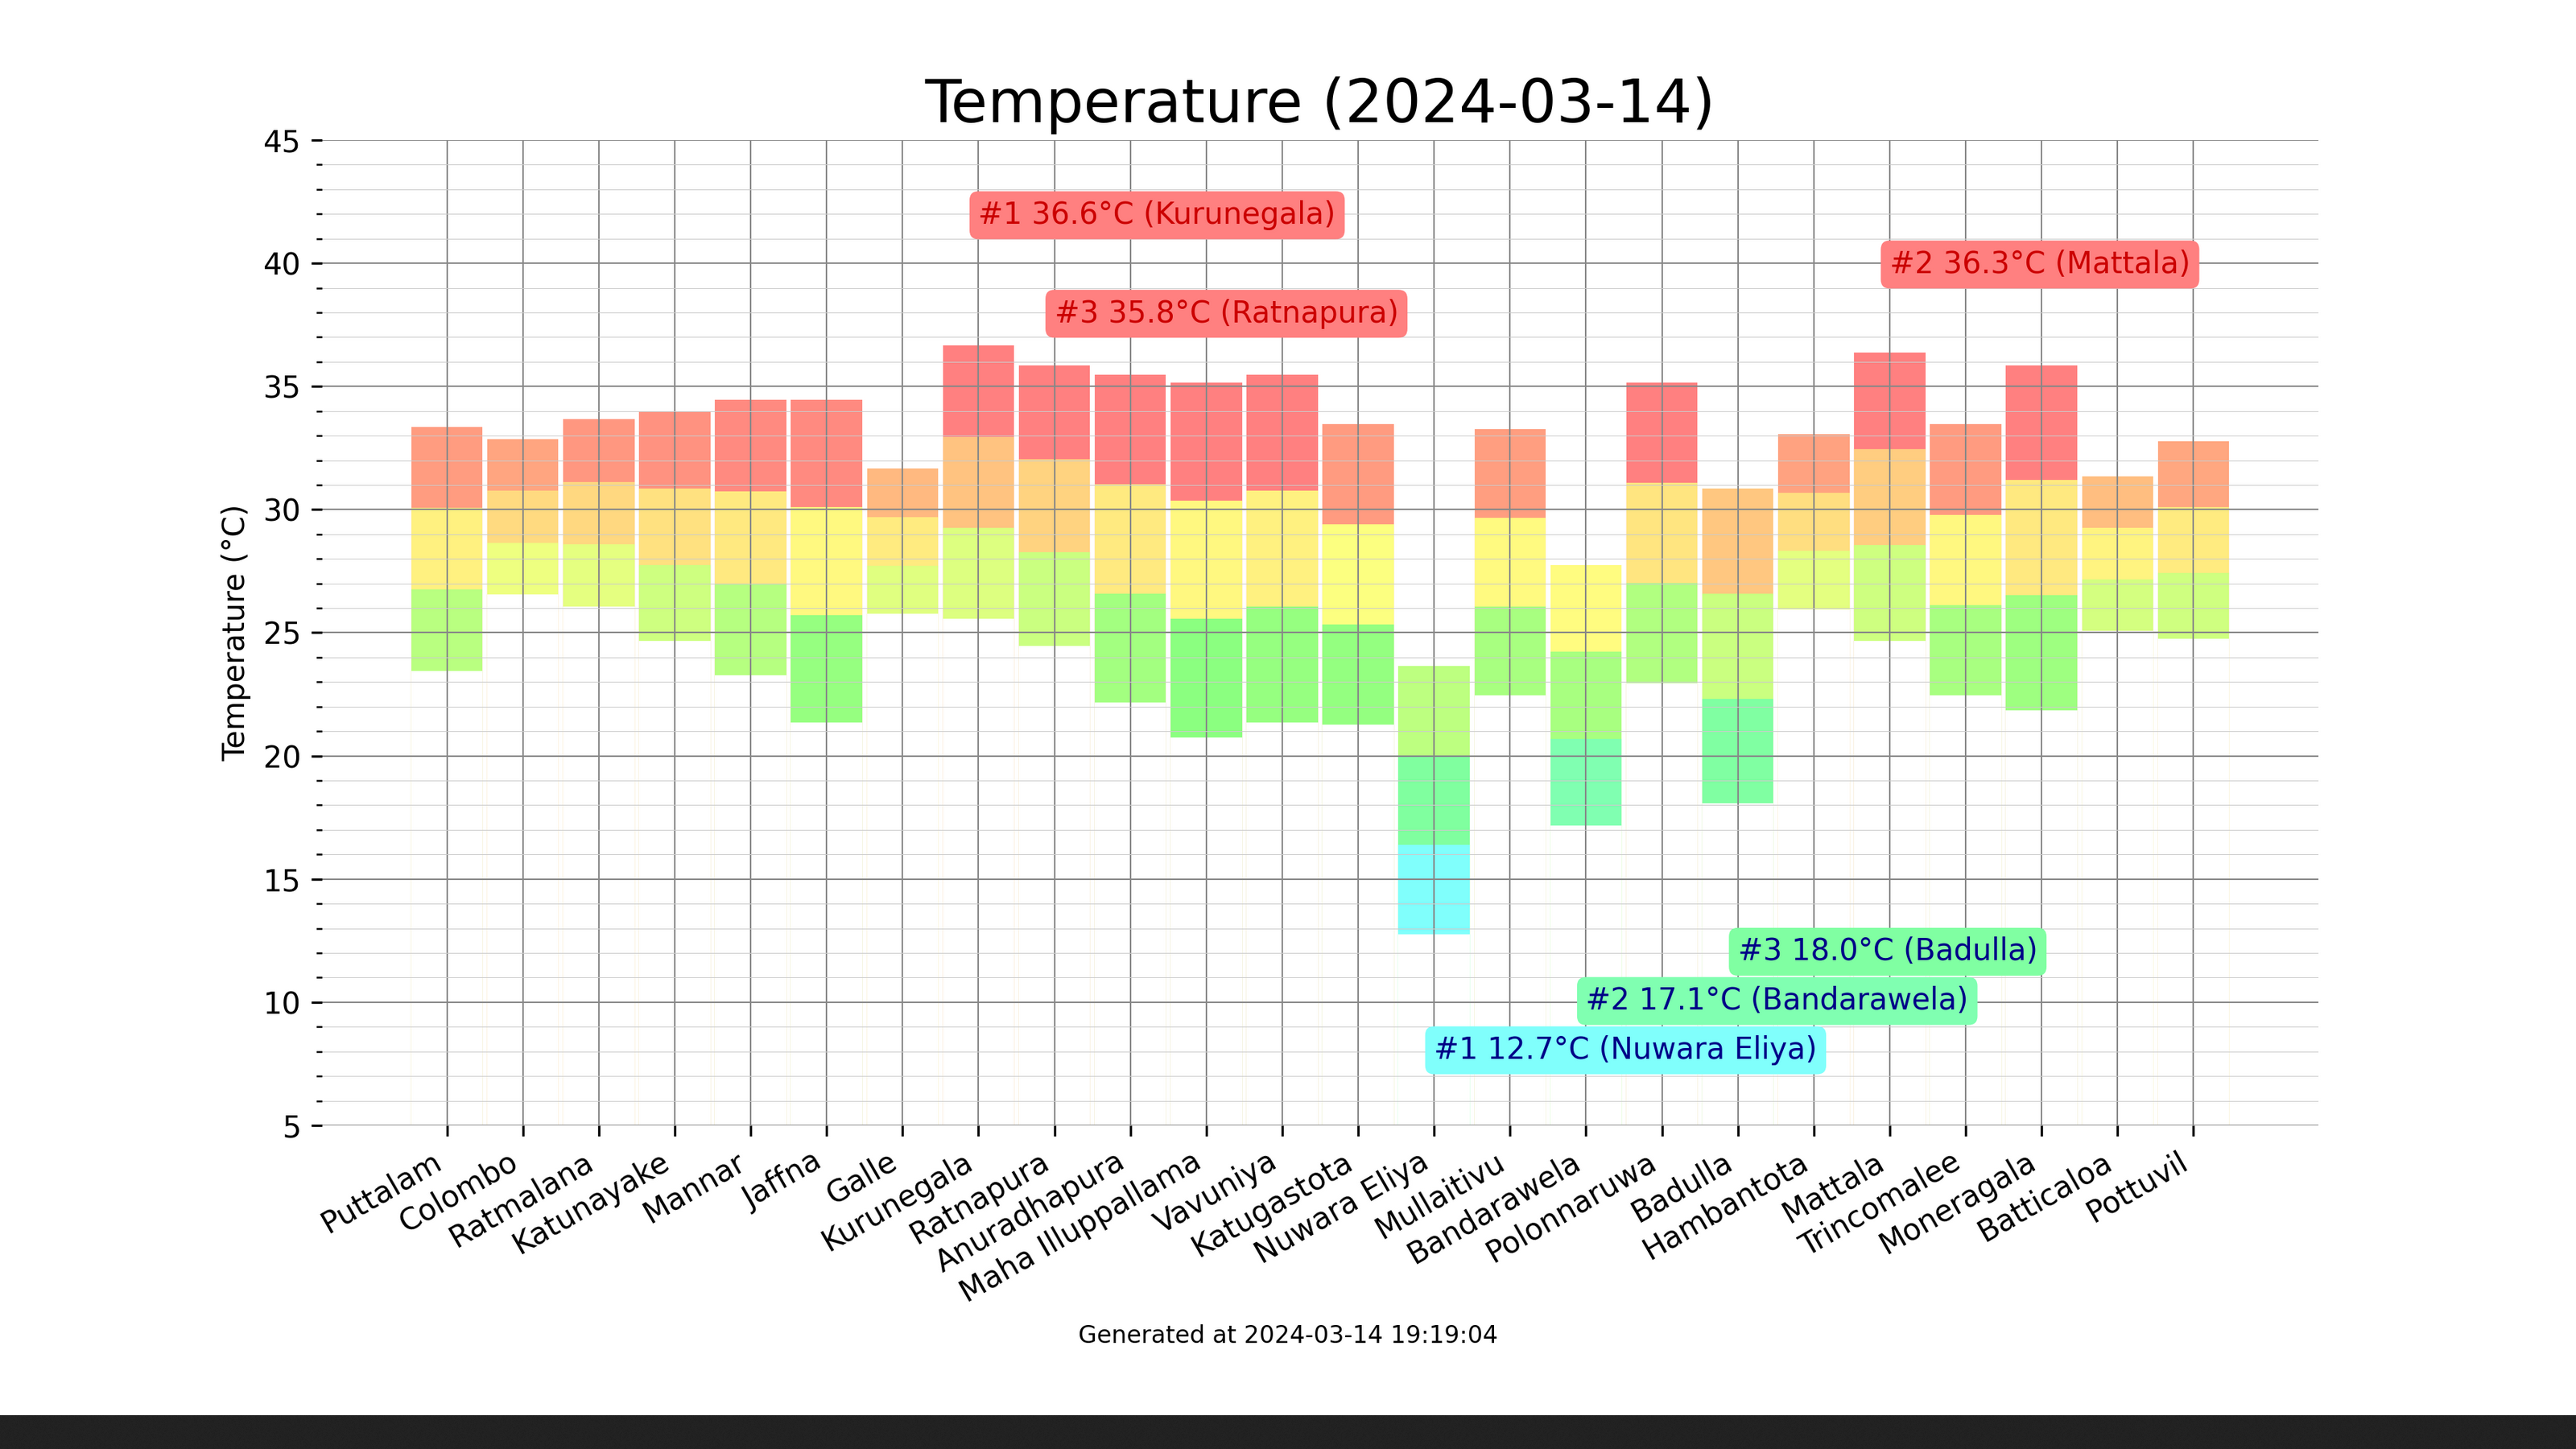 Temperature (2024-03-14)
45
40
35
30
25
20
15
10
5
Temperature (°C)
#1 36.6°C (Kurunegala)
#2 36.3°C (Mattala)
#3 35.8°C (Ratnapura)
#3 18.0°C (Badulla)
#2 17.1°C (Bandarawela)
#1 12.7°C (Nuwara Eliya)
Puttalam
Colombo
Ratmalana
Katunayake
Mannar
Jaffna
Galle
Kurunegala
Ratnapura
Anuradhapura
Maha Illuppallama
Vavuniya
Katugastota
Nuwara Eliya
Mullaitivu
Bandarawela
Polonnaruwa
Badulla
Hambantota
Mattala
Trincomalee
Moneragala
Batticaloa
Pottuvil
Generated at 2024-03-14 19:19:04